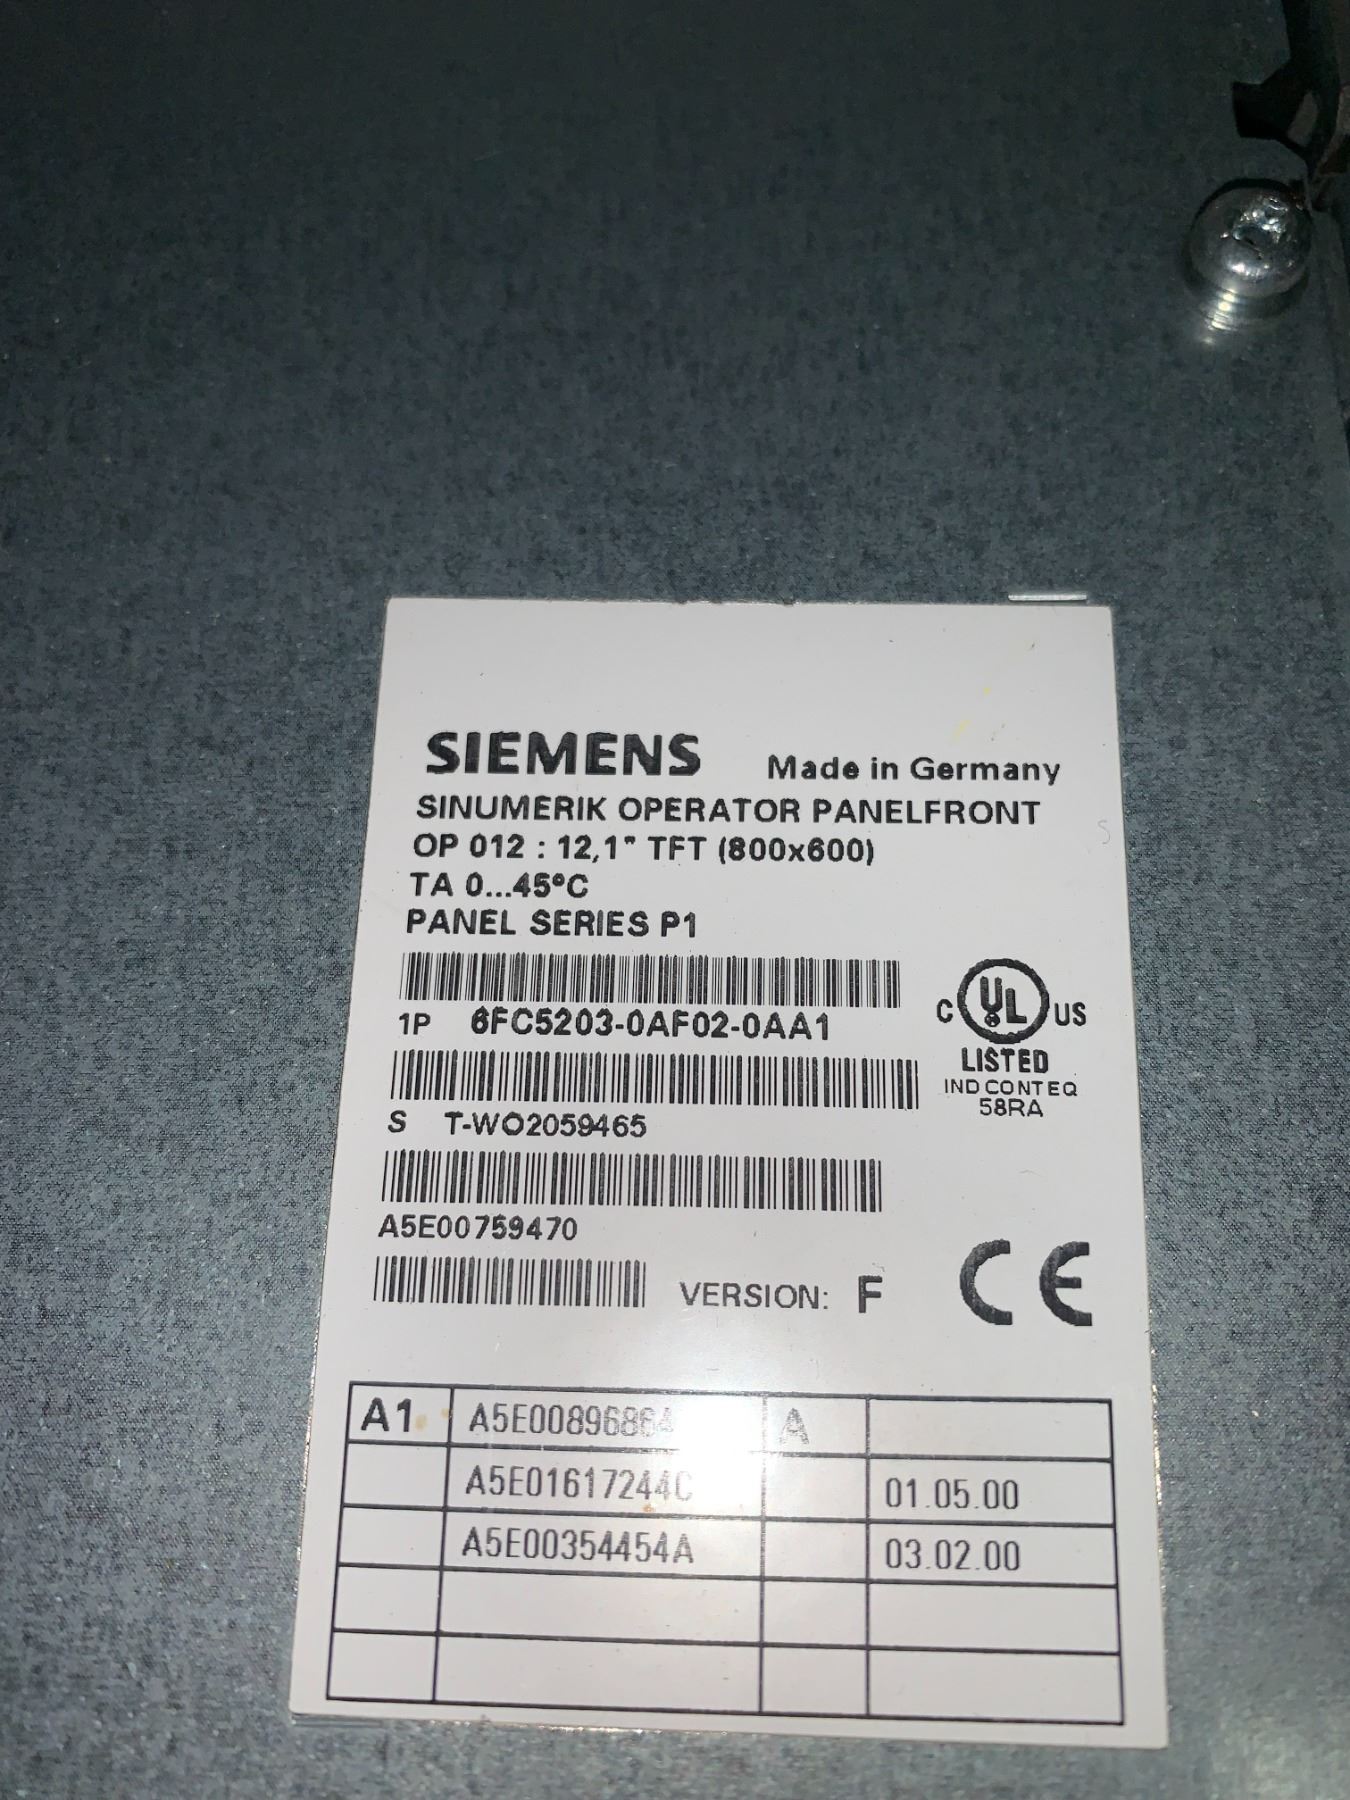 SIEMENS Made in Germany
SINUMERIK OPERATOR PANELFRONT
OP 012 : 12,1" TFT (800x600)
TA 0...45°C
PANEL SERIES P1
1P 6FC5203-0AF02-0AA1
C UL US
LISTED
IND CONT EQ
58RA
S T-WO2059465
A5E00759470
VERSION: F CE
A1 A
A5E01617244C 01.05.00
A5E00354454A 03.02.00